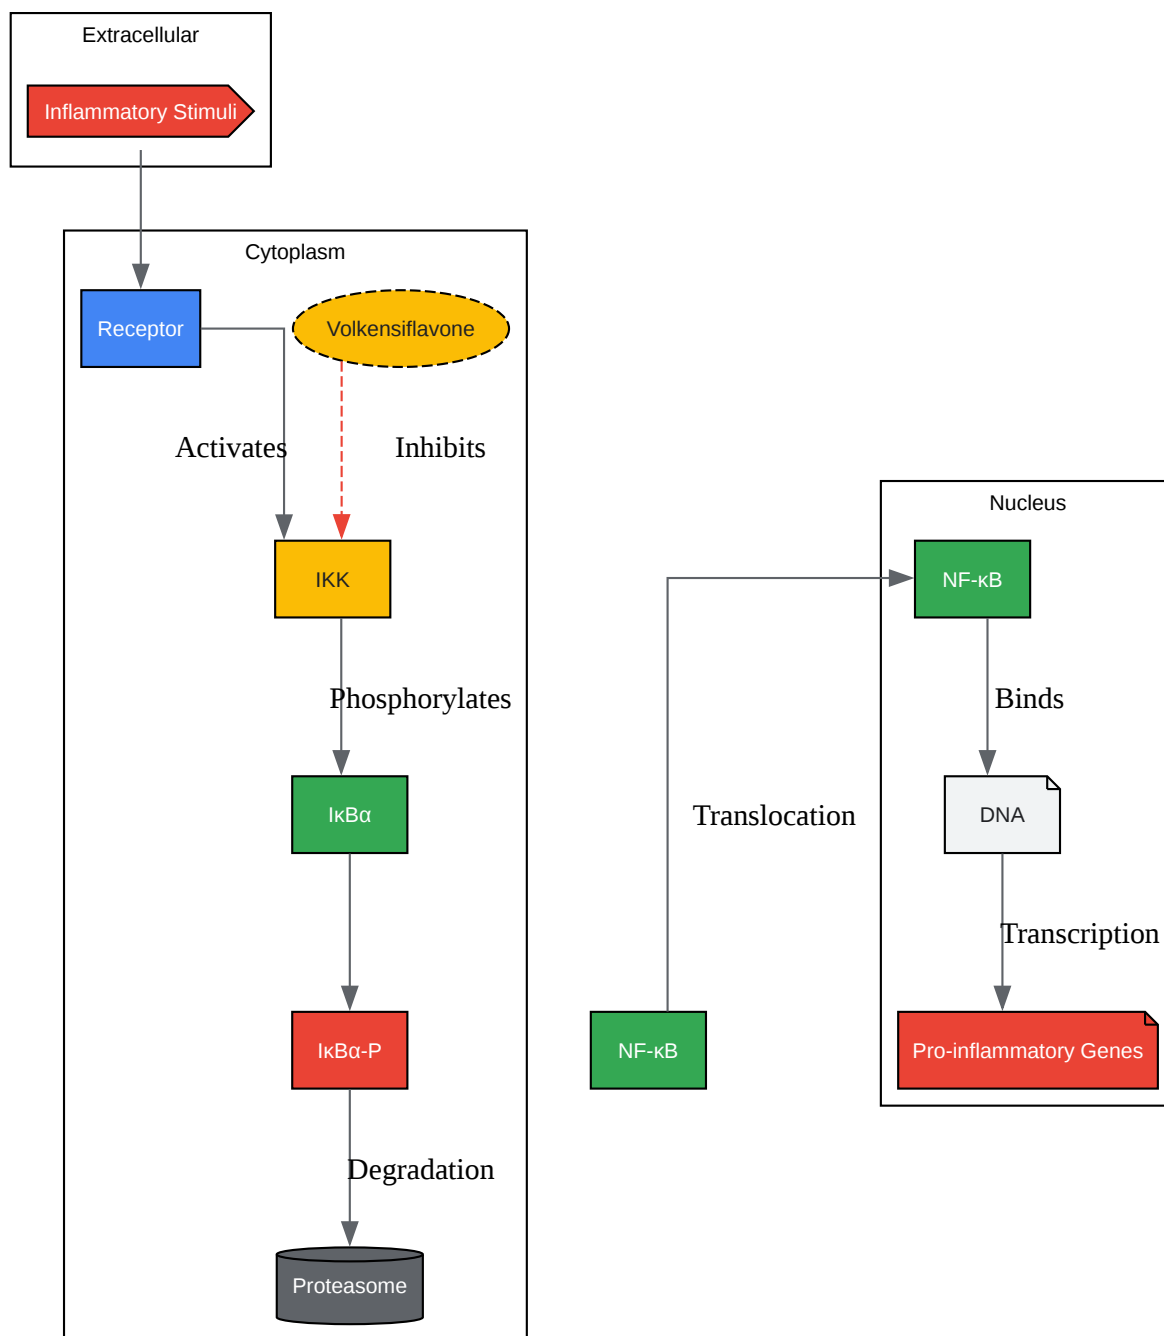 Extracellular
Inflammatory Stimuli
Cytoplasm
Receptor
Volkensiflavone
Activates
Inhibits
IKK
Phosphorylates
IκBα
IκBα-P
Degradation
Proteasome
NF-κB
Translocation
Nucleus
NF-κB
Binds
DNA
Transcription
Pro-inflammatory Genes